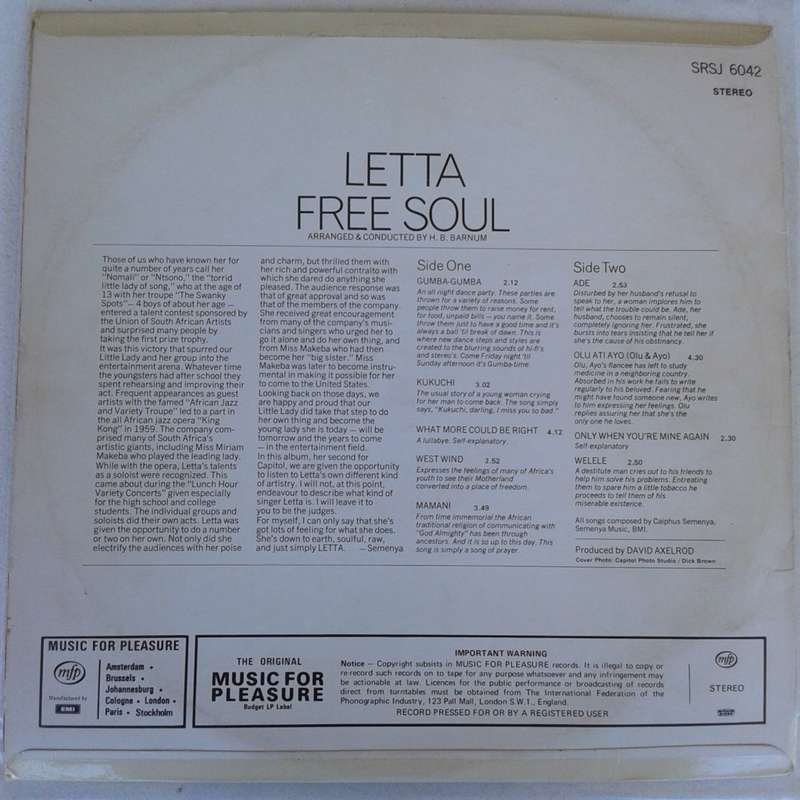 SRSJ 6042
STEREO
LETTA
FREE SOUL
ARRANGED & CONDUCTED BY H. B. BARNUM
Those of us who have known her for
quite a number of years call her
"Nomali" or "Ntsono," the "torrid
little lady of song," who at the age of
13 with her troupe "The Swanky
Spots" — 4 boys of about her age —
entered a talent contest sponsored by
the Union of South African Artists
and surprised many people by
taking the first prize trophy.
It was this victory that spurred our
Little Lady and her group into the
entertainment arena. Whatever time
the youngsters had after school they
spent rehearsing and improving their
act. Frequent appearances as guest
artists with the famed "African Jazz
and Variety Troupe" led to a part in
the all African jazz opera "King
Kong" in 1959. The company com-
prised many of South Africa's
artistic giants, including Miss Miriam
Makeba who played the leading lady.
While with the opera, Letta's talents
as a soloist were recognized. This
came about during the "Lunch Hour
Variety Concerts" given especially
for the high school and college
students. The individual groups and
soloists did their own acts. Letta was
given the opportunity to do a number
or two on her own. Not only did she
electrify the audiences with her poise
and charm, but thrilled them with
her rich and powerful contralto with
which she dared do anything she
pleased. The audience response was
that of great approval and so was
that of the members of the company.
She received great encouragement
from many of the company's musi-
cians and singers who urged her to
go it alone and do her own thing, and
from Miss Makeba who had then
become her "big sister." Miss
Makeba was later to become instru-
mental in making it possible for her
to come to the United States.
Looking back on those days, we
are happy and proud that our
Little Lady did take that step to do
her own thing and become the
young lady she is today — will be
tomorrow and the years to come
— in the entertainment field.
In this album, her second for
Capitol, we are given the opportunity
to listen to Letta's own different kind
of artistry. I will not, at this point,
endeavour to describe what kind of
singer Letta is. I will leave it to
you to be the judges.
For myself, I can only say that she's
got lots of feeling for what she does.
She's down to earth, soulful, raw,
and just simply LETTA. — Semenya
Side One
GUMBA-GUMBA 2.12
An all night dance party. These parties are
thrown for a variety of reasons. Some
people throw them to raise money for rent,
for food, unpaid bills — you name it. Some
throw them just to have a good time and it's
always a ball 'til break of dawn. This is
where new dance steps and styles are
created to the blurring sounds of hi-fi's
and stereo's. Come Friday night 'til
Sunday afternoon it's Gumba-time.
KUKUCHI 3.02
The usual story of a young woman crying
for her man to come back. The song simply
says, "Kukuchi, darling, I miss you so bad."
WHAT MORE COULD BE RIGHT 4.12
A lullabye. Self-explanatory.
WEST WIND 2.52
Expresses the feelings of many of Africa's
youth to see their Motherland
converted into a place of freedom.
MAMANI 3.49
From time immemorial the African
traditional religion of communicating with
"God Almighty" has been through
ancestors. And it is so up to this day. This
song is simply a song of prayer.
Side Two
ADE 2.53
Disturbed by her husband's refusal to
speak to her, a woman implores him to
tell what the trouble could be. Ade, her
husband, chooses to remain silent,
completely ignoring her. Frustrated, she
bursts into tears insisting that he tell her if
she's the cause of his obstinancy.
OLU ATI AYO (Olu & Ayo) 4.30
Olu, Ayo's fiancee has left to study
medicine in a neighboring country.
Absorbed in his work he fails to write
regularly to his beloved. Fearing that he
might have found someone new, Ayo writes
to him expressing her feelings. Olu
replies assuring her that she's the
only one he loves.
ONLY WHEN YOU'RE MINE AGAIN 2.30
Self-explanatory
WELELE 2.50
A destitute man cries out to his friends to
help him solve his problems. Entreating
them to spare him a little tobacco he
proceeds to tell them of his
miserable existence.
All songs composed by Caiphus Semenya,
Semenya Music, BMI.
Produced by DAVID AXELROD
Cover Photo: Capitol Photo Studio / Dick Brown
MUSIC FOR PLEASURE
mfp
Manufactured by
EMI
Amsterdam •
Brussels •
Johannesburg •
Cologne • London •
Paris • Stockholm
THE ORIGINAL
MUSIC FOR
PLEASURE
Budget LP Label
IMPORTANT WARNING
Notice — Copyright subsists in MUSIC FOR PLEASURE records. It is illegal to copy or
re-record such records on to tape for any purpose whatsoever and any infringement may
be actionable at law. Licences for the public performance or broadcasting of records
direct from turntables must be obtained from The International Federation of the
Phonographic Industry, 123 Pall Mall, London S.W.1., England.
RECORD PRESSED FOR OR BY A REGISTERED USER
mfp
STEREO